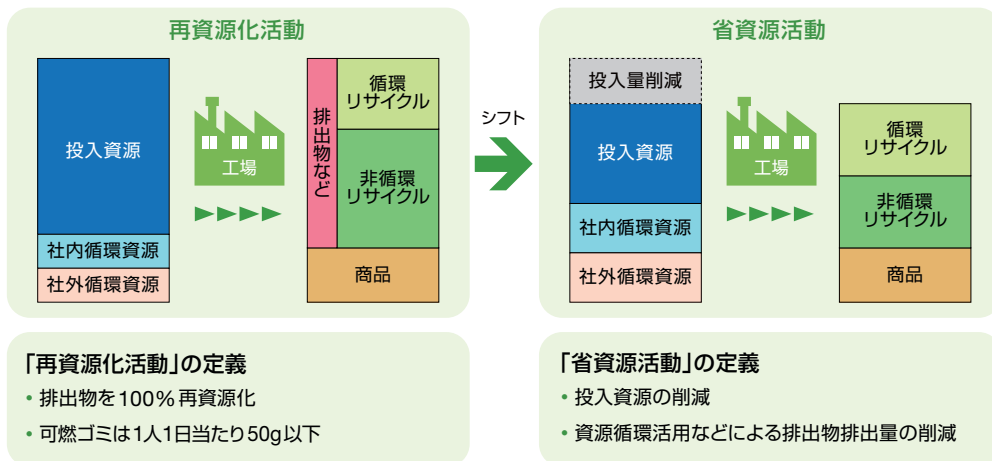 再資源化活動
投入資源
社内循環資源
社外循環資源
工場
排出物など
循環
リサイクル
非循環
リサイクル
商品
シフト
省資源活動
投入量削減
投入資源
社内循環資源
社外循環資源
工場
循環
リサイクル
非循環
リサイクル
商品
「再資源化活動」の定義
・排出物を100%再資源化
・可燃ゴミは1人1日当たり50g以下
「省資源活動」の定義
・投入資源の削減
・資源循環活用などによる排出物排出量の削減